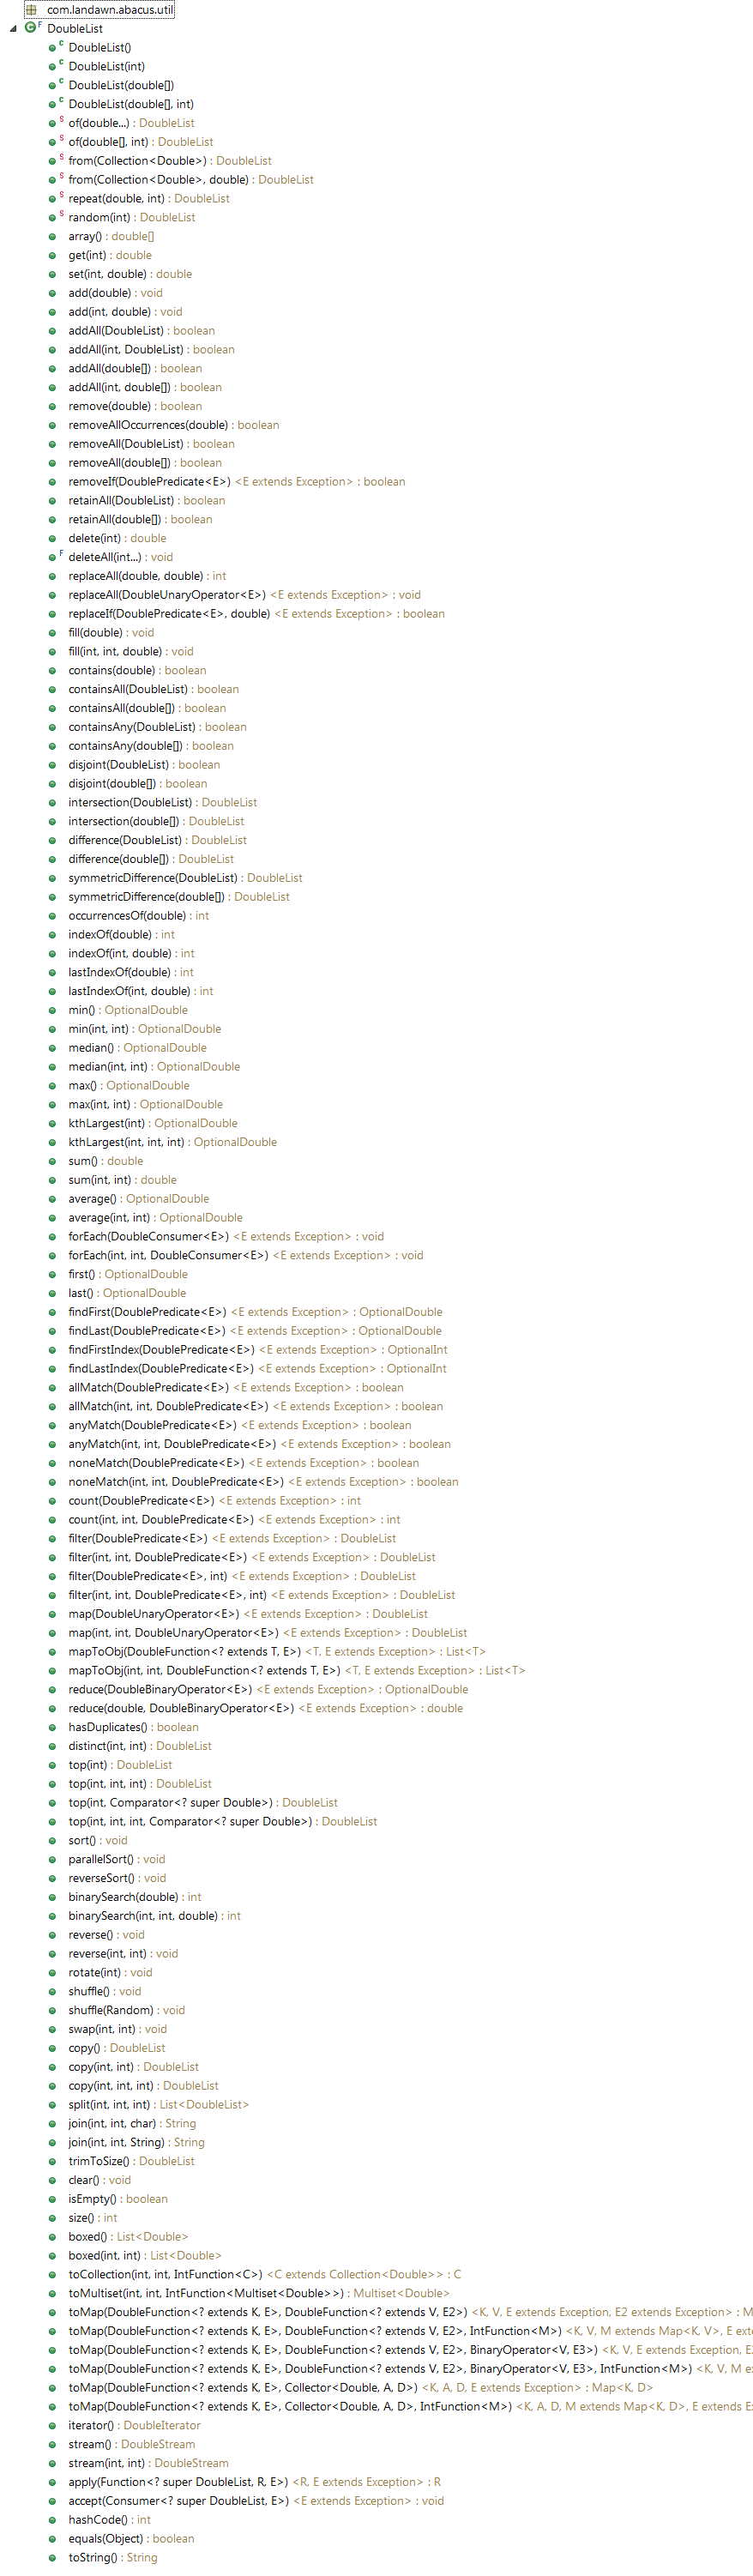 com.landawn.abacus.util
DoubleList
DoubleList()
DoubleList(int)
DoubleList(double[])
DoubleList(double[], int)
of(double...) : DoubleList
of(double[], int) : DoubleList
from(Collection<Double>) : DoubleList
from(Collection<Double>, double) : DoubleList
repeat(double, int) : DoubleList
random(int) : DoubleList
array() : double[]
get(int) : double
set(int, double) : double
add(double) : void
add(int, double) : void
addAll(DoubleList) : boolean
addAll(int, DoubleList) : boolean
addAll(double[]) : boolean
addAll(int, double[]) : boolean
remove(double) : boolean
removeAllOccurrences(double) : boolean
removeAll(DoubleList) : boolean
removeAll(double[]) : boolean
removeIf(DoublePredicate<E>) <E extends Exception> : boolean
retainAll(DoubleList) : boolean
retainAll(double[]) : boolean
delete(int) : double
deleteAll(int...) : void
replaceAll(double, double) : int
replaceAll(DoubleUnaryOperator<E>) <E extends Exception> : void
replaceIf(DoublePredicate<E>, double) <E extends Exception> : boolean
fill(double) : void
fill(int, int, double) : void
contains(double) : boolean
containsAll(DoubleList) : boolean
containsAll(double[]) : boolean
containsAny(DoubleList) : boolean
containsAny(double[]) : boolean
disjoint(DoubleList) : boolean
disjoint(double[]) : boolean
intersection(DoubleList) : DoubleList
intersection(double[]) : DoubleList
difference(DoubleList) : DoubleList
difference(double[]) : DoubleList
symmetricDifference(DoubleList) : DoubleList
symmetricDifference(double[]) : DoubleList
occurrencesOf(double) : int
indexOf(double) : int
indexOf(int, double) : int
lastIndexOf(double) : int
lastIndexOf(int, double) : int
min() : OptionalDouble
min(int, int) : OptionalDouble
median() : OptionalDouble
median(int, int) : OptionalDouble
max() : OptionalDouble
max(int, int) : OptionalDouble
kthLargest(int) : OptionalDouble
kthLargest(int, int, int) : OptionalDouble
sum() : double
sum(int, int) : double
average() : OptionalDouble
average(int, int) : OptionalDouble
forEach(DoubleConsumer<E>) <E extends Exception> : void
forEach(int, int, DoubleConsumer<E>) <E extends Exception> : void
first() : OptionalDouble
last() : OptionalDouble
findFirst(DoublePredicate<E>) <E extends Exception> : OptionalDouble
findLast(DoublePredicate<E>) <E extends Exception> : OptionalDouble
findFirstIndex(DoublePredicate<E>) <E extends Exception> : OptionalInt
findLastIndex(DoublePredicate<E>) <E extends Exception> : OptionalInt
allMatch(DoublePredicate<E>) <E extends Exception> : boolean
allMatch(int, int, DoublePredicate<E>) <E extends Exception> : boolean
anyMatch(DoublePredicate<E>) <E extends Exception> : boolean
anyMatch(int, int, DoublePredicate<E>) <E extends Exception> : boolean
noneMatch(DoublePredicate<E>) <E extends Exception> : boolean
noneMatch(int, int, DoublePredicate<E>) <E extends Exception> : boolean
count(DoublePredicate<E>) <E extends Exception> : int
count(int, int, DoublePredicate<E>) <E extends Exception> : int
filter(DoublePredicate<E>) <E extends Exception> : DoubleList
filter(int, int, DoublePredicate<E>) <E extends Exception> : DoubleList
filter(DoublePredicate<E>, int) <E extends Exception> : DoubleList
filter(int, int, DoublePredicate<E>, int) <E extends Exception> : DoubleList
map(DoubleUnaryOperator<E>) <E extends Exception> : DoubleList
map(int, int, DoubleUnaryOperator<E>) <E extends Exception> : DoubleList
mapToObj(DoubleFunction<? extends T, E>) <T, E extends Exception> : List<T>
mapToObj(int, int, DoubleFunction<? extends T, E>) <T, E extends Exception> : List<T>
reduce(DoubleBinaryOperator<E>) <E extends Exception> : OptionalDouble
reduce(double, DoubleBinaryOperator<E>) <E extends Exception> : double
hasDuplicates() : boolean
distinct(int, int) : DoubleList
top(int) : DoubleList
top(int, int, int) : DoubleList
top(int, Comparator<? super Double>) : DoubleList
top(int, int, int, Comparator<? super Double>) : DoubleList
sort() : void
parallelSort() : void
reverseSort() : void
binarySearch(double) : int
binarySearch(int, int, double) : int
reverse() : void
reverse(int, int) : void
rotate(int) : void
shuffle() : void
shuffle(Random) : void
swap(int, int) : void
copy() : DoubleList
copy(int, int) : DoubleList
copy(int, int, int) : DoubleList
split(int, int, int) : List<DoubleList>
join(int, int, char) : String
join(int, int, String) : String
trimToSize() : DoubleList
clear() : void
isEmpty() : boolean
size() : int
boxed() : List<Double>
boxed(int, int) : List<Double>
toCollection(int, int, IntFunction<C>) <C extends Collection<Double>> : C
toMultiset(int, int, IntFunction<Multiset<Double>>) : Multiset<Double>
toMap(DoubleFunction<? extends K, E>, DoubleFunction<? extends V, E2>) <K, V, E extends Exception, E2 extends Exception> : M
toMap(DoubleFunction<? extends K, E>, DoubleFunction<? extends V, E2>, IntFunction<M>) <K, V, M extends Map<K, V>, E exten
toMap(DoubleFunction<? extends K, E>, DoubleFunction<? extends V, E2>, BinaryOperator<V, E3>) <K, V, E extends Exception, E2
toMap(DoubleFunction<? extends K, E>, DoubleFunction<? extends V, E2>, BinaryOperator<V, E3>, IntFunction<M>) <K, V, M ex
toMap(DoubleFunction<? extends K, E>, Collector<Double, A, D>) <K, A, D, E extends Exception> : Map<K, D>
toMap(DoubleFunction<? extends K, E>, Collector<Double, A, D>, IntFunction<M>) <K, A, D, M extends Map<K, D>, E extends Ex
iterator() : DoubleIterator
stream() : DoubleStream
stream(int, int) : DoubleStream
apply(Function<? super DoubleList, R, E>) <R, E extends Exception> : R
accept(Consumer<? super DoubleList, E>) <E extends Exception> : void
hashCode() : int
equals(Object) : boolean
toString() : String